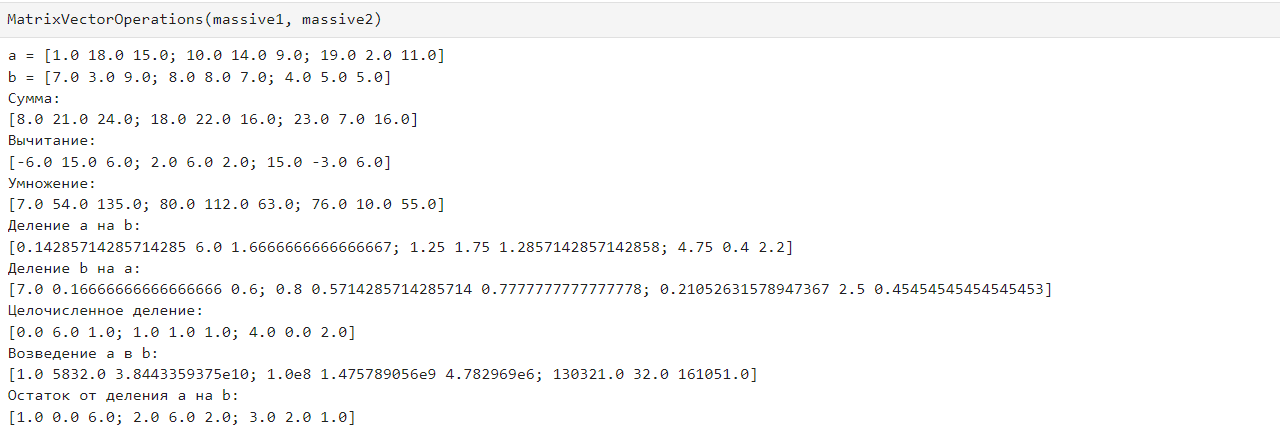 MatrixVectorOperations(massive1, massive2)
a = [1.0 18.0 15.0; 10.0 14.0 9.0; 19.0 2.0 11.0]
b = [7.0 3.0 9.0; 8.0 8.0 7.0; 4.0 5.0 5.0]
Сумма:
[8.0 21.0 24.0; 18.0 22.0 16.0; 23.0 7.0 16.0]
Вычитание:
[-6.0 15.0 6.0; 2.0 6.0 2.0; 15.0 -3.0 6.0]
Умножение:
[7.0 54.0 135.0; 80.0 112.0 63.0; 76.0 10.0 55.0]
Деление a на b:
[0.14285714285714285 6.0 1.6666666666666667; 1.25 1.75 1.2857142857142858; 4.75 0.4 2.2]
Деление b на a:
[7.0 0.16666666666666666 0.6; 0.8 0.5714285714285714 0.7777777777777778; 0.21052631578947367 2.5 0.45454545454545453]
Целочисленное деление:
[0.0 6.0 1.0; 1.0 1.0 1.0; 4.0 0.0 2.0]
Возведение a в b:
[1.0 5832.0 3.8443359375e10; 1.0e8 1.475789056e9 4.782969e6; 130321.0 32.0 161051.0]
Остаток от деления a на b:
[1.0 0.0 6.0; 2.0 6.0 2.0; 3.0 2.0 1.0]